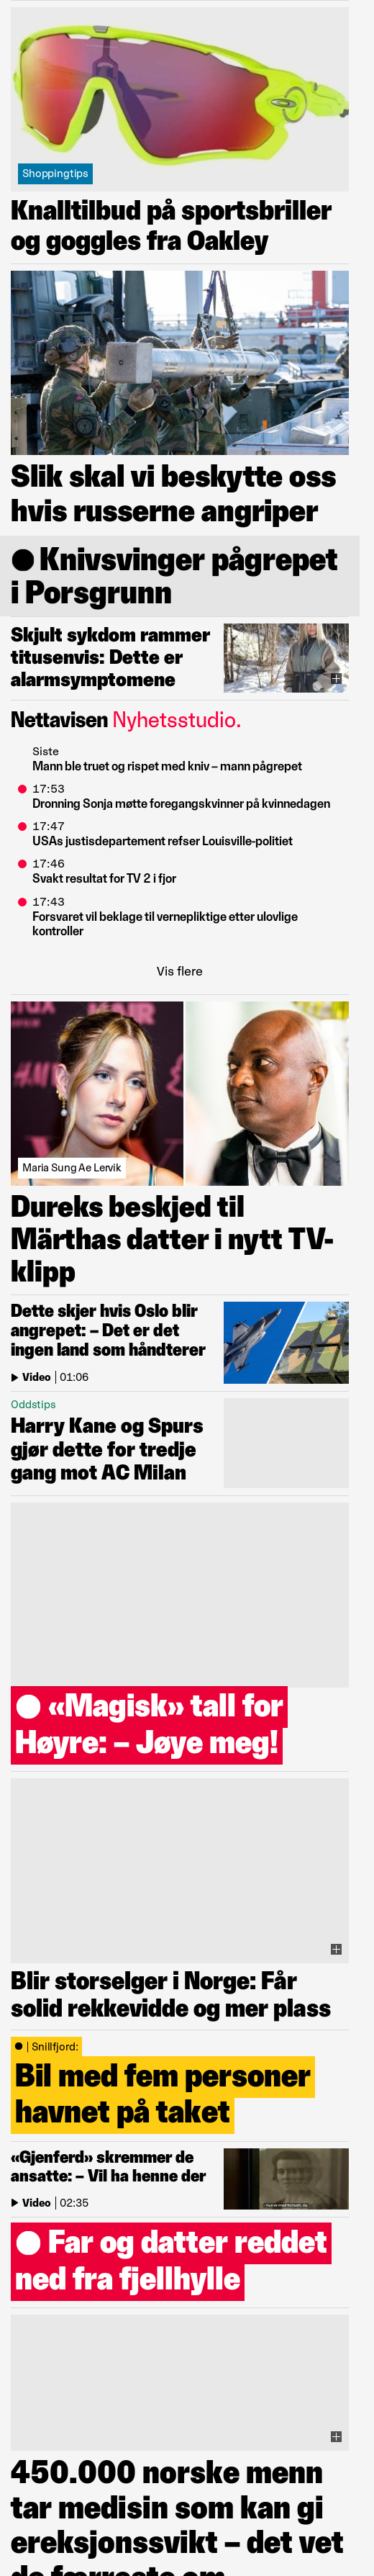 Shoppingtips
Knalltilbud på sportsbriller
og goggles fra Oakley
Slik skal vi beskytte oss
hvis russerne angriper
Knivsvinger pågrepet
i Porsgrunn
Skjult sykdom rammer
titusenvis: Dette er
alarmsymptomene
Nettavisen Nyhetsstudio.
Siste
Mann ble truet og rispet med kniv – mann pågrepet
17:53
Dronning Sonja møtte foregangskvinner på kvinnedagen
17:47
USAs justisdepartement refser Louisville-politiet
17:46
Svakt resultat for TV 2 i fjor
17:43
Forsvaret vil beklage til vernepliktige etter ulovlige
kontroller
Vis flere
Maria Sung Ae Lervik
Dureks beskjed til
Märthas datter i nytt TV-
klipp
Dette skjer hvis Oslo blir
angrepet: – Det er det
ingen land som håndterer
Video | 01:06
Oddstips
Harry Kane og Spurs
gjør dette for tredje
gang mot AC Milan
«Magisk» tall for
Høyre: – Jøye meg!
Blir storselger i Norge: Får
solid rekkevidde og mer plass
| Snillfjord:
Bil med fem personer
havnet på taket
«Gjenferd» skremmer de
ansatte: – Vil ha henne der
Video | 02:35
Far og datter reddet
ned fra fjellhylle
450.000 norske menn
tar medisin som kan gi
ereksjonssvikt – det vet
de færreste om